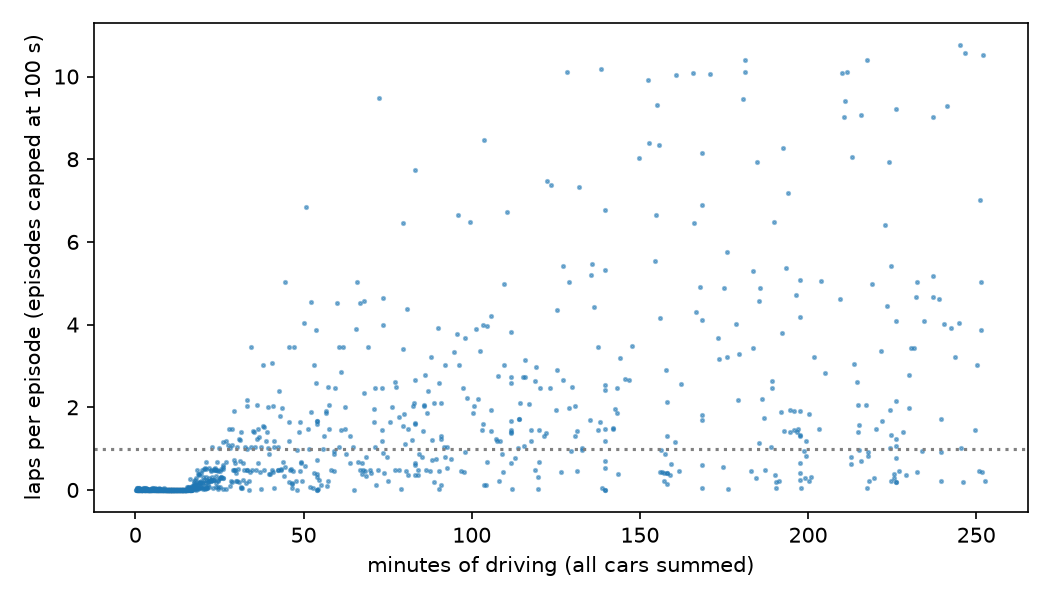 laps per episode (episodes capped at 100 s)
10
8
6
4
2
0
0 50 100 150 200 250
minutes of driving (all cars summed)